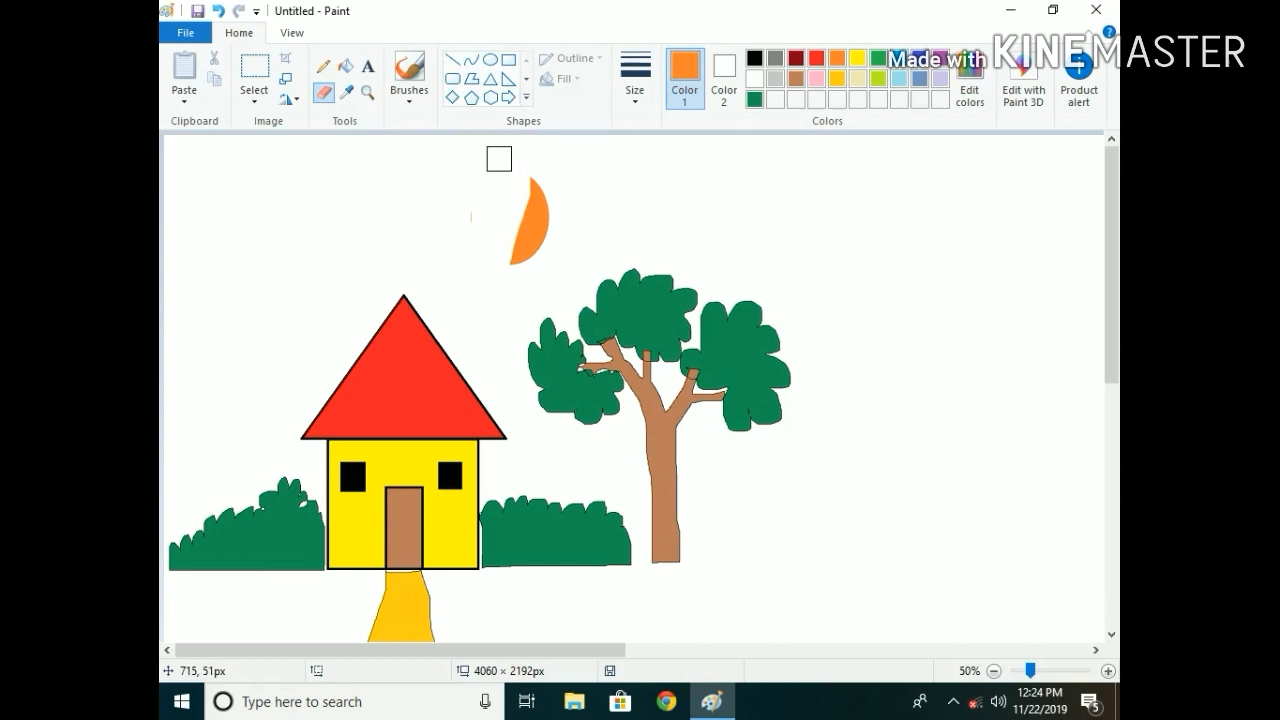 Untitled - Paint
File Home View
Made with KINEMASTER
Paste
Select
A
Brushes
Outline
Fill
Size
Color 1
Color 2
Edit colors
Edit with Paint 3D
Product alert
Clipboard
Image
Tools
Shapes
Colors
715, 51px
4060 × 2192px
50%
Type here to search
12:24 PM
11/22/2019
5